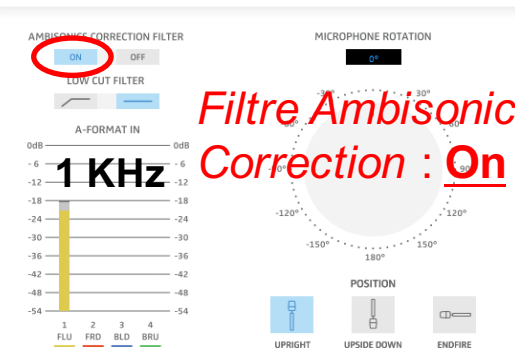 AMBISONICS CORRECTION FILTER
ON OFF
LOW CUT FILTER
A-FORMAT IN
0dB 0dB
-6 -6
-12 -12
-18 -18
-24 -24
-30 -30
-36 -36
-42 -42
-48 -48
-54 -54
1 KHz
1 2 3 4
FLU FRD BLD BRU
MICROPHONE ROTATION
0°
30°
Filtre Ambisonic
Correction : On
-120° 120°
-150° 150°
180°
POSITION
UPRIGHT UPSIDE DOWN ENDFIRE